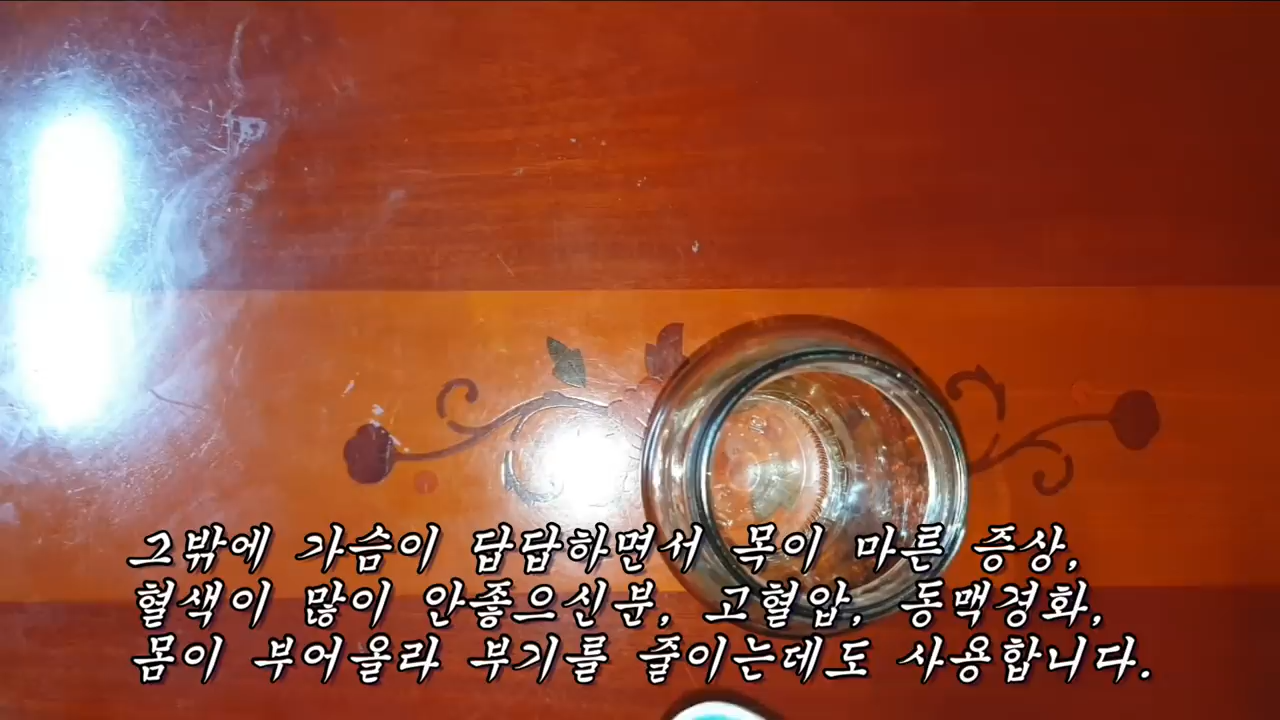 그밖에 가슴이 답답하면서 목이 마른 증상,
혈색이 많이 안좋으신분, 고혈압, 동맥경화,
몸이 부어올라 부기를 줄이는데도 사용합니다.